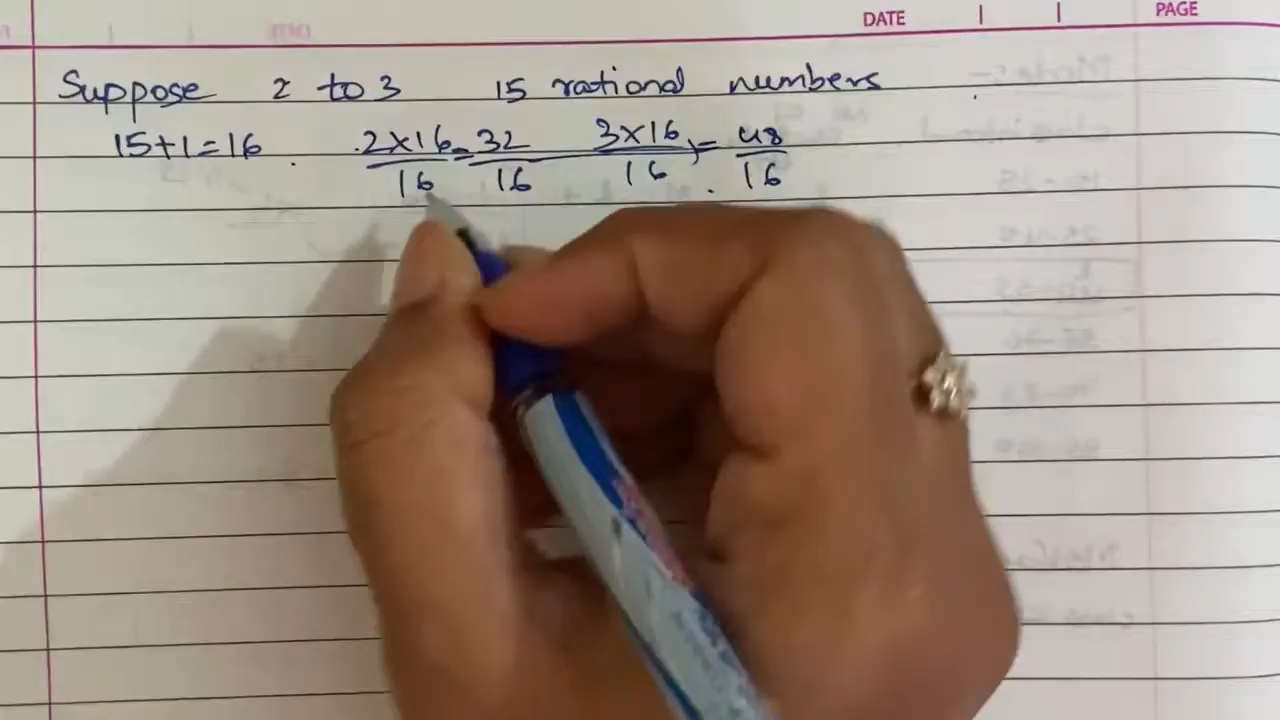 DATE PAGE
Suppose 2 to 3 15 rational numbers
15+1=16 . 2×16/16 = 32/16 3×16/16 = 48/16